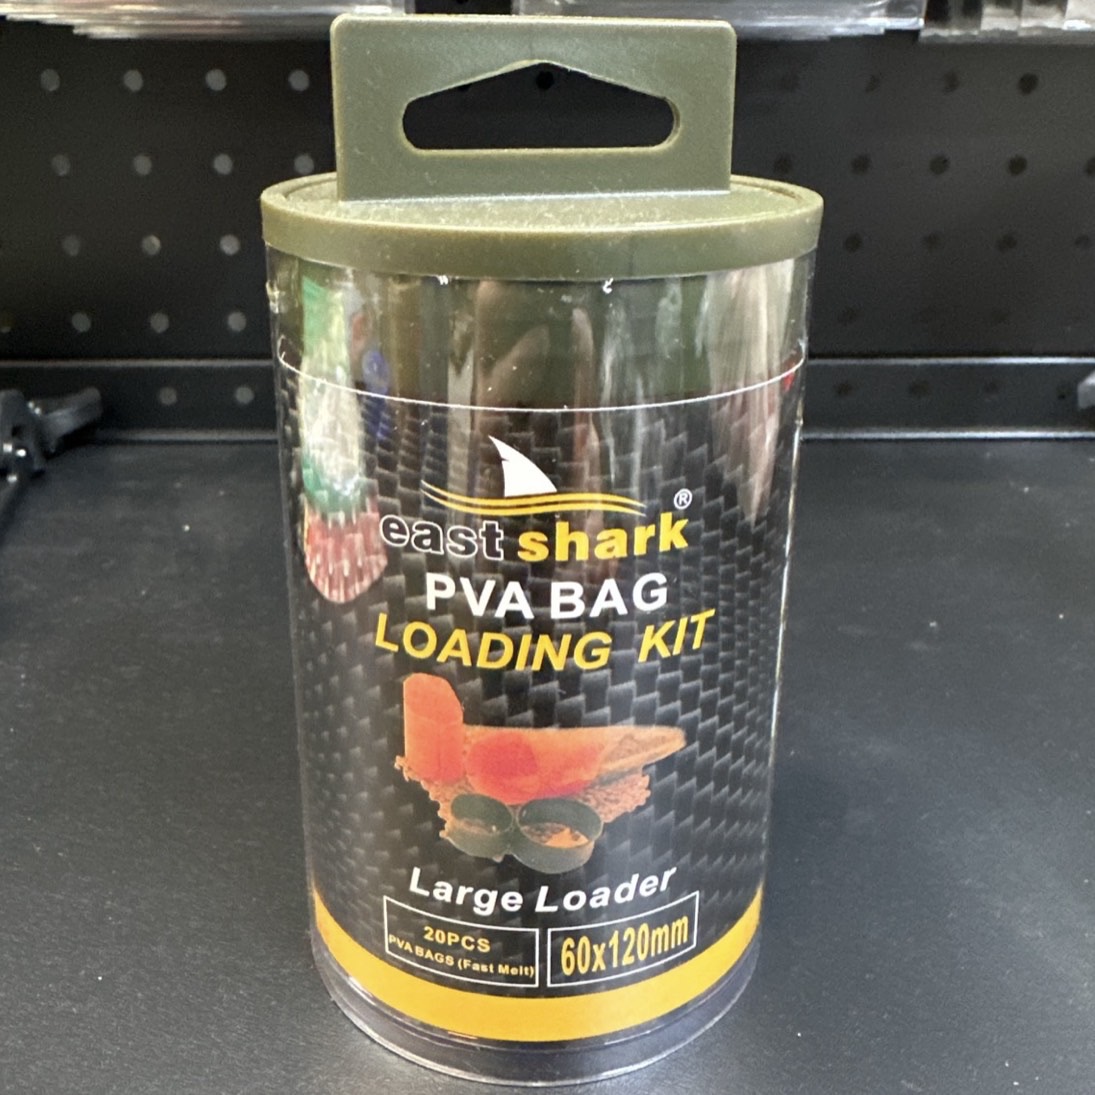 east shark®
PVA BAG
LOADING KIT
Large Loader
20PCS
PVA BAGS (Fast Melt)
60x120mm